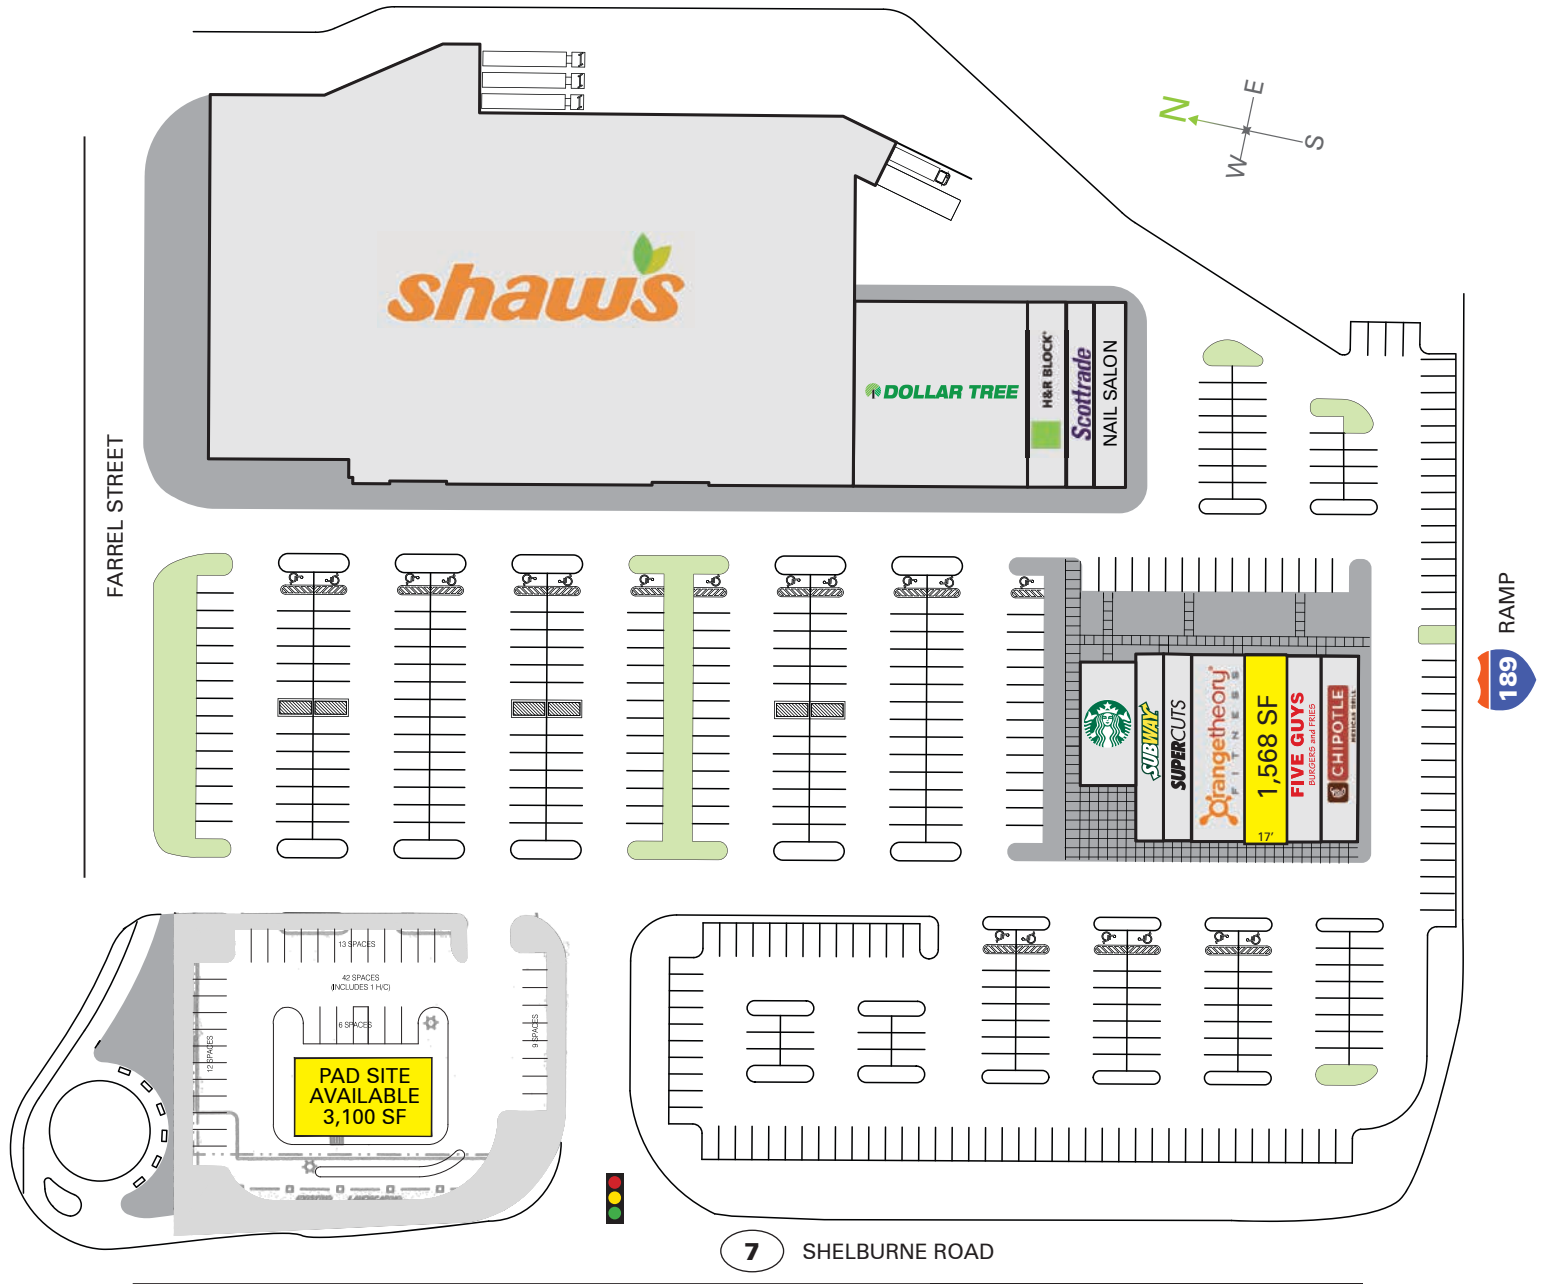 N
E
W
S
shaw's
DOLLAR TREE
H&R BLOCK®
Scottrade
NAIL SALON
FARREL STREET
RAMP
189
SUBWAY
SUPERCUTS
Orangetheory®
FITNESS
1,568 SF
17'
FIVE GUYS
BURGERS and FRIES
CHIPOTLE
MEXICAN GRILL
13 SPACES
42 SPACES
(INCLUDES 1 H/C)
6 SPACES
12 SPACES
9 SPACES
PAD SITE
AVAILABLE
3,100 SF
7 SHELBURNE ROAD